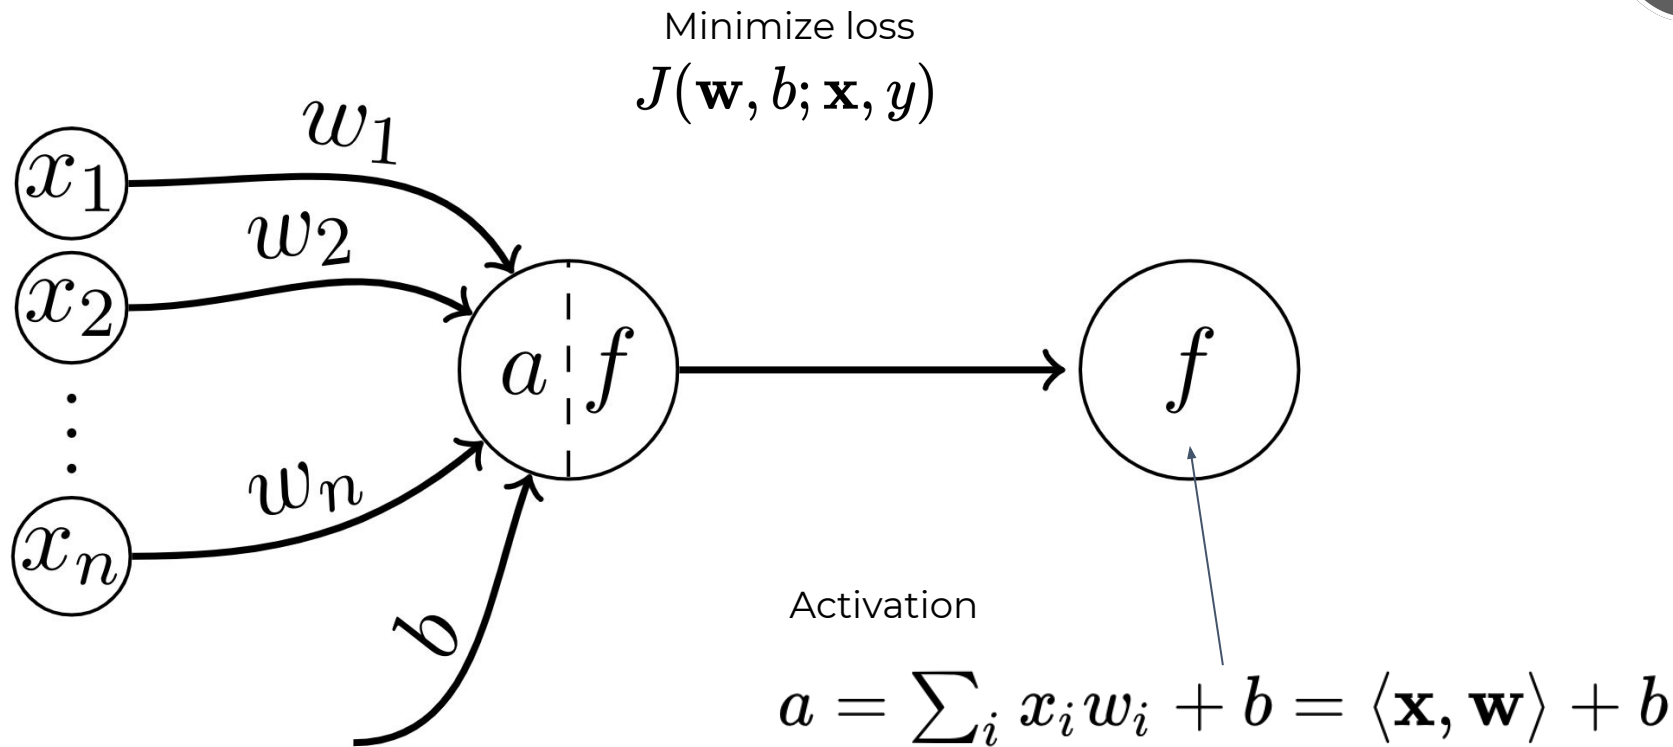 Minimize loss
J(𝐰, b; 𝐱, y)
w₁
x₁
w₂
x₂
a f
f
⋮
wₙ
xₙ
b
Activation
a = ∑ᵢ xᵢwᵢ + b = ⟨𝐱, 𝐰⟩ + b